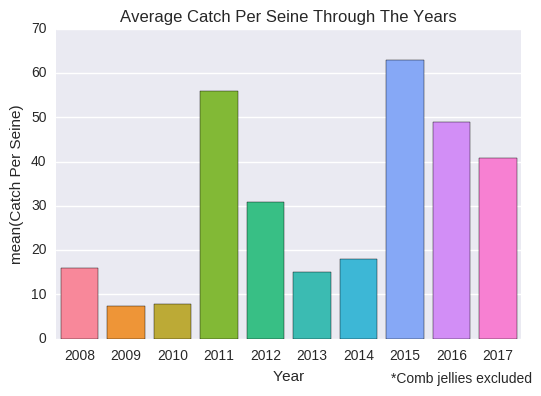 Average Catch Per Seine Through The Years
mean(Catch Per Seine)
70
60
50
40
30
20
10
0
2008 2009 2010 2011 2012 2013 2014 2015 2016 2017
Year
*Comb jellies excluded